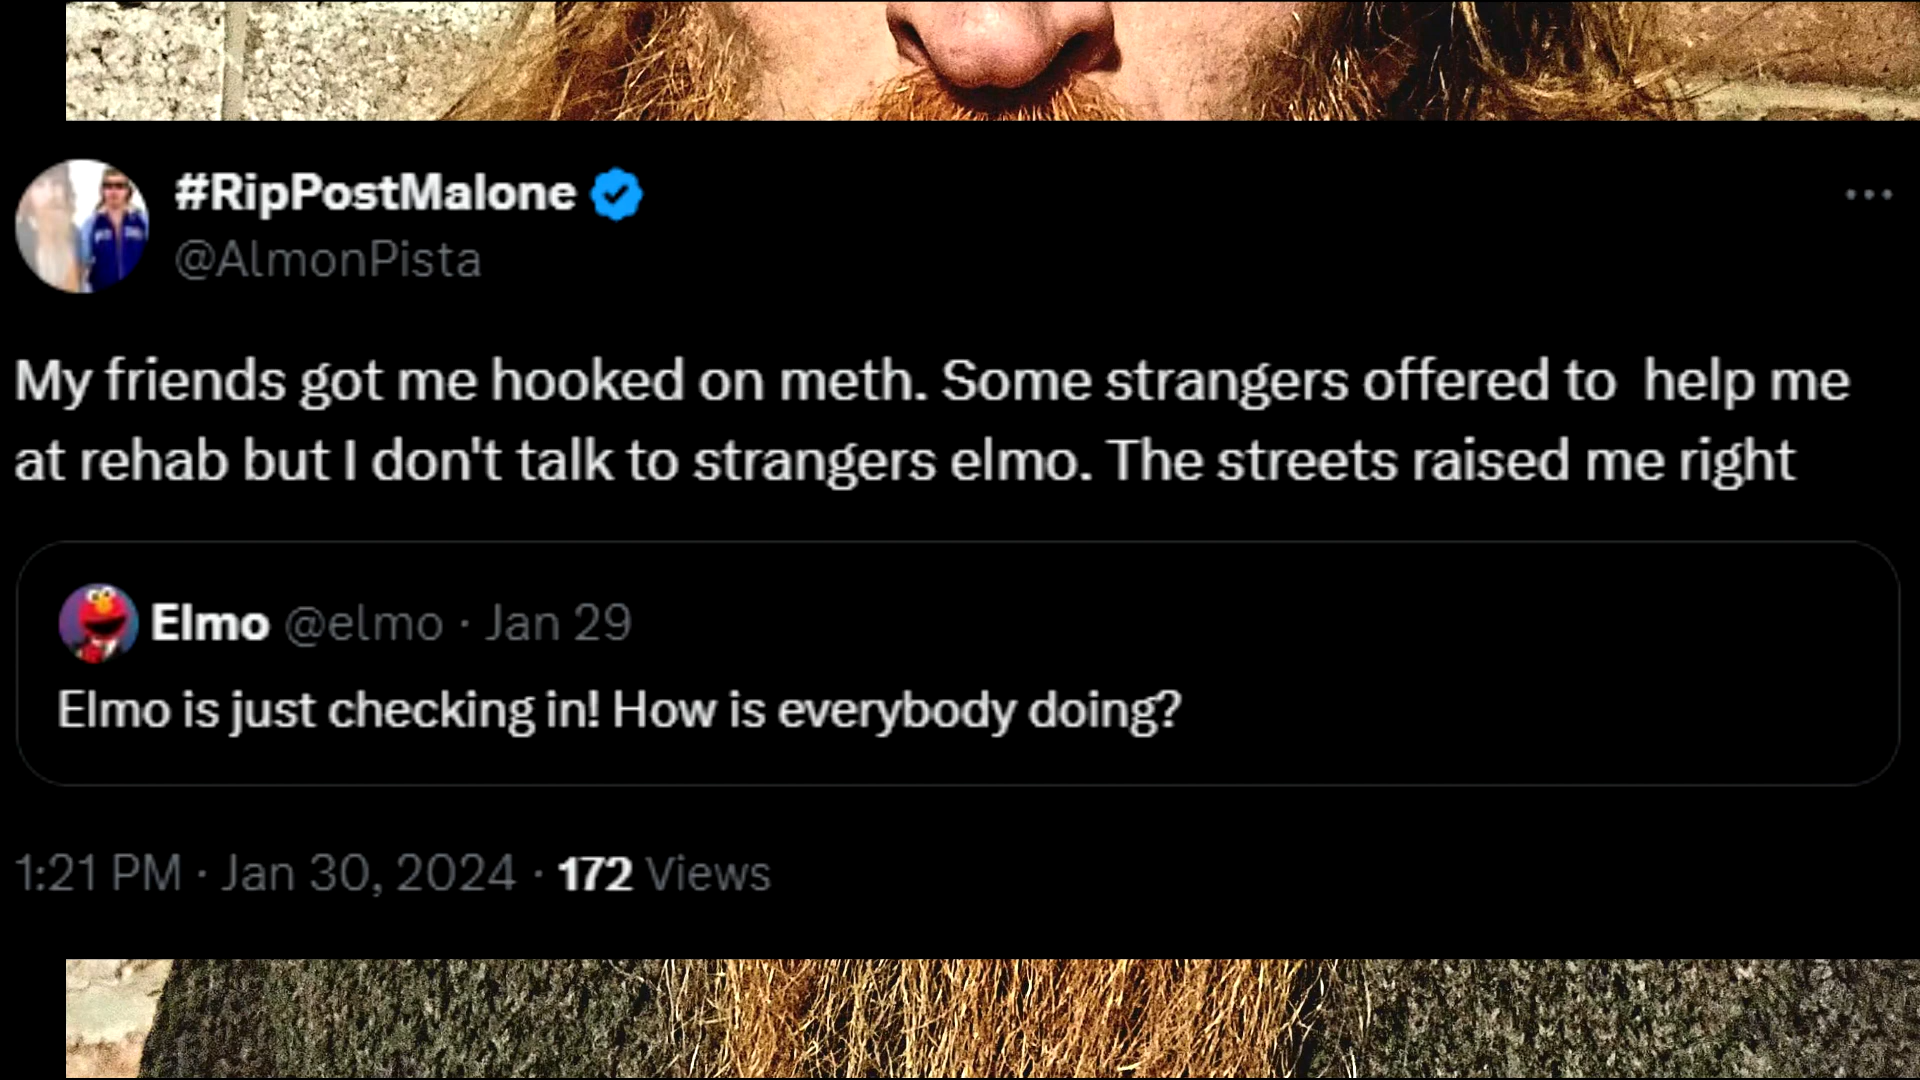 #RipPostMalone
@AlmonPista
My friends got me hooked on meth. Some strangers offered to  help me
at rehab but I don't talk to strangers elmo. The streets raised me right
Elmo @elmo · Jan 29
Elmo is just checking in! How is everybody doing?
1:21 PM · Jan 30, 2024 · 172 Views